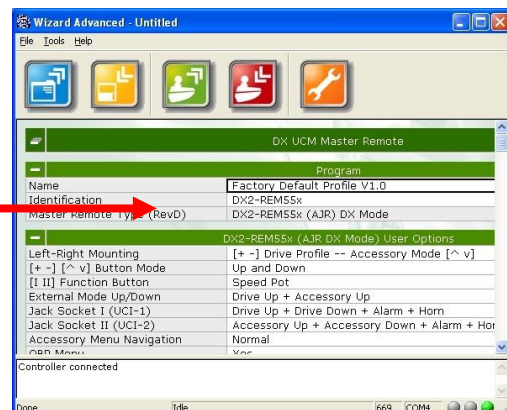 Wizard Advanced - Untitled
File Tools Help
DX UCM Master Remote
Program
Name Factory Default Profile V1.0
Identification DX2-REM55x
Master Remote Type (RevD) DX2-REM55x (AJR) DX Mode
DX2-REM55x (AJR DX Mode) User Options
Left-Right Mounting [+ -] Drive Profile -- Accessory Mode [^ v]
[+ -] [^ v] Button Mode Up and Down
[I II] Function Button Speed Pot
External Mode Up/Down Drive Up + Accessory Up
Jack Socket I (UCI-1) Drive Up + Drive Down + Alarm + Horn
Jack Socket II (UCI-2) Accessory Up + Accessory Down + Alarm + Hor
Accessory Menu Navigation Normal
OBP Menu Yes
Controller connected
Done Idle 669 COM4